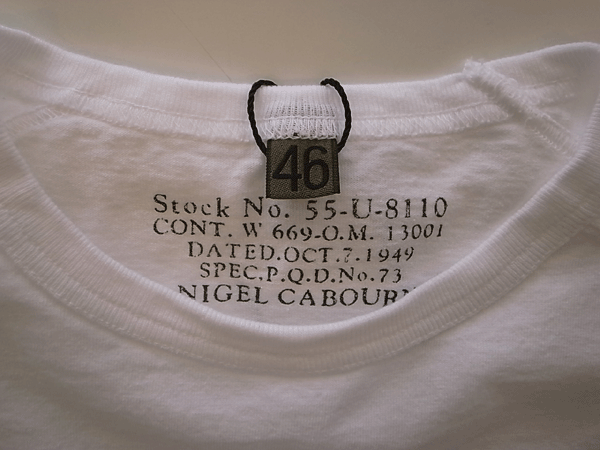 46
Stock No. 55-U-8110
CONT. W 669-O.M. 13001
DATED.OCT.7.1949
SPEC.P.Q.D.No.73
NIGEL CABOURN